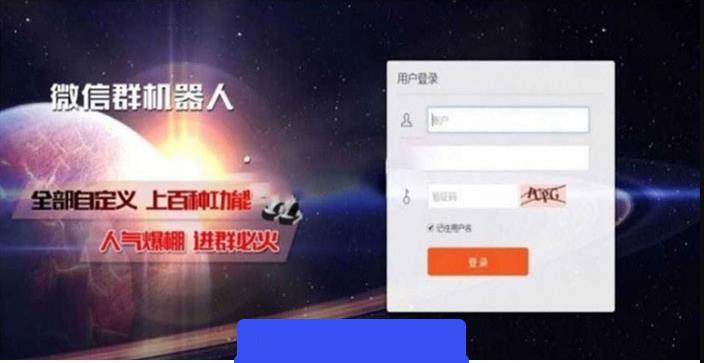 微信群机器人
全部自定义 上百种功能
人气爆棚 进群必火
用户登录
账户
验证码
记住用户名
登录